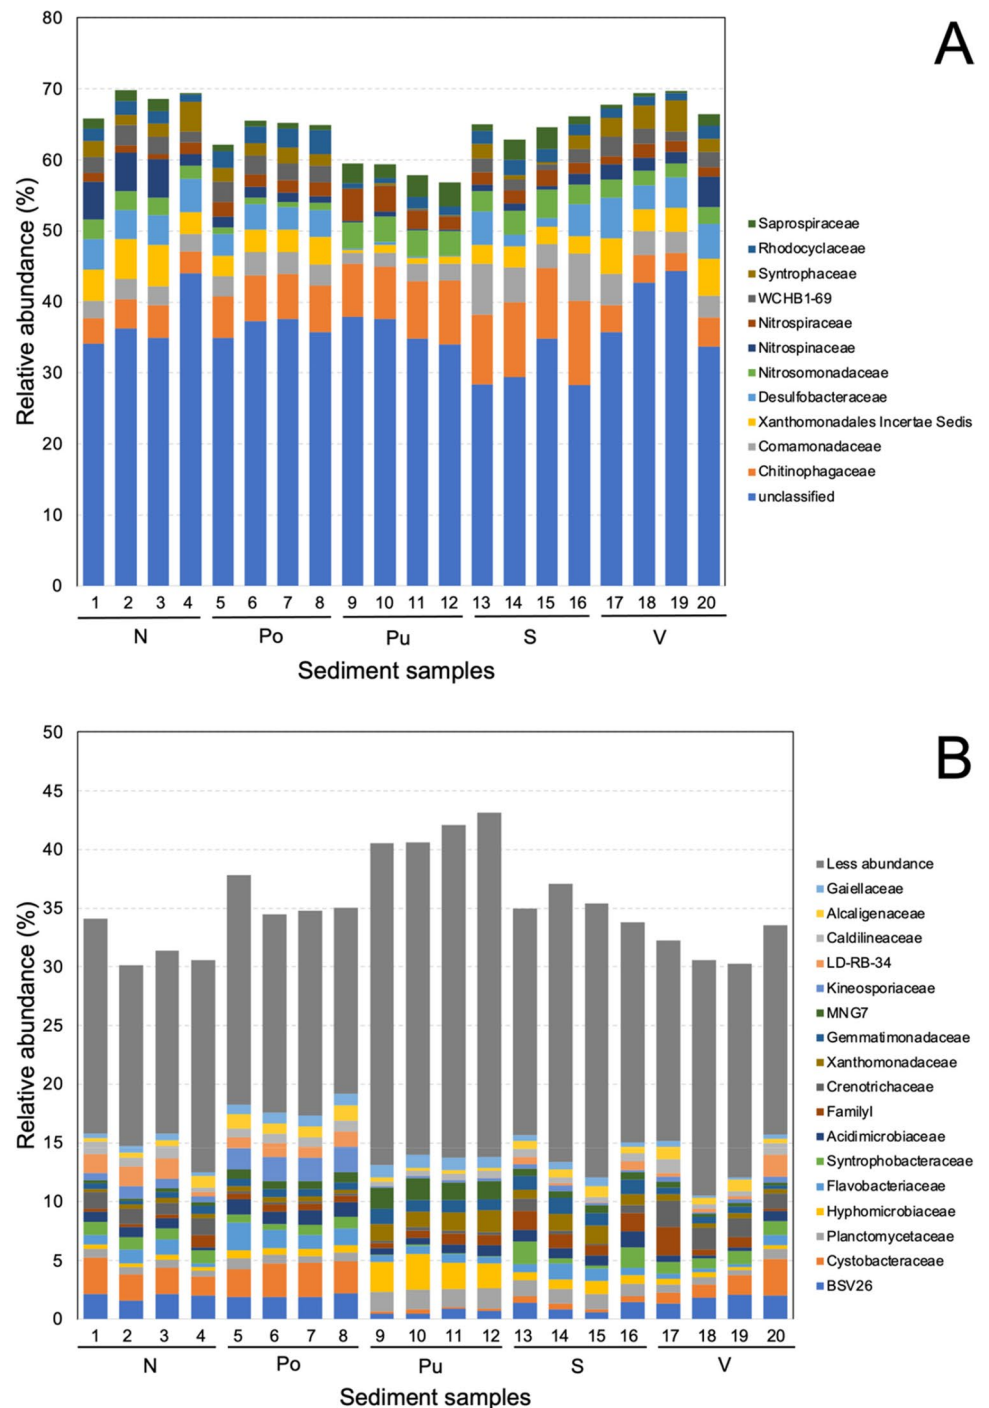 A
80
70
60
50
40
30
20
10
0
Relative abundance (%)
Saprospiraceae
Rhodocyclaceae
Syntrophaceae
WCHB1-69
Nitrospiraceae
Nitrospinaceae
Nitrosomonadaceae
Desulfobacteraceae
Xanthomonadales Incertae Sedis
Comamonadaceae
Chitinophagaceae
unclassified
1 2 3 4 5 6 7 8 9 10 11 12 13 14 15 16 17 18 19 20
N Po Pu S V
Sediment samples
B
50
45
40
35
30
25
20
15
10
5
0
Relative abundance (%)
Less abundance
Gaiellaceae
Alcaligenaceae
Caldilineaceae
LD-RB-34
Kineosporiaceae
MNG7
Gemmatimonadaceae
Xanthomonadaceae
Crenotrichaceae
FamilyI
Acidimicrobiaceae
Syntrophobacteraceae
Flavobacteriaceae
Hyphomicrobiaceae
Planctomycetaceae
Cystobacteraceae
BSV26
1 2 3 4 5 6 7 8 9 10 11 12 13 14 15 16 17 18 19 20
N Po Pu S V
Sediment samples